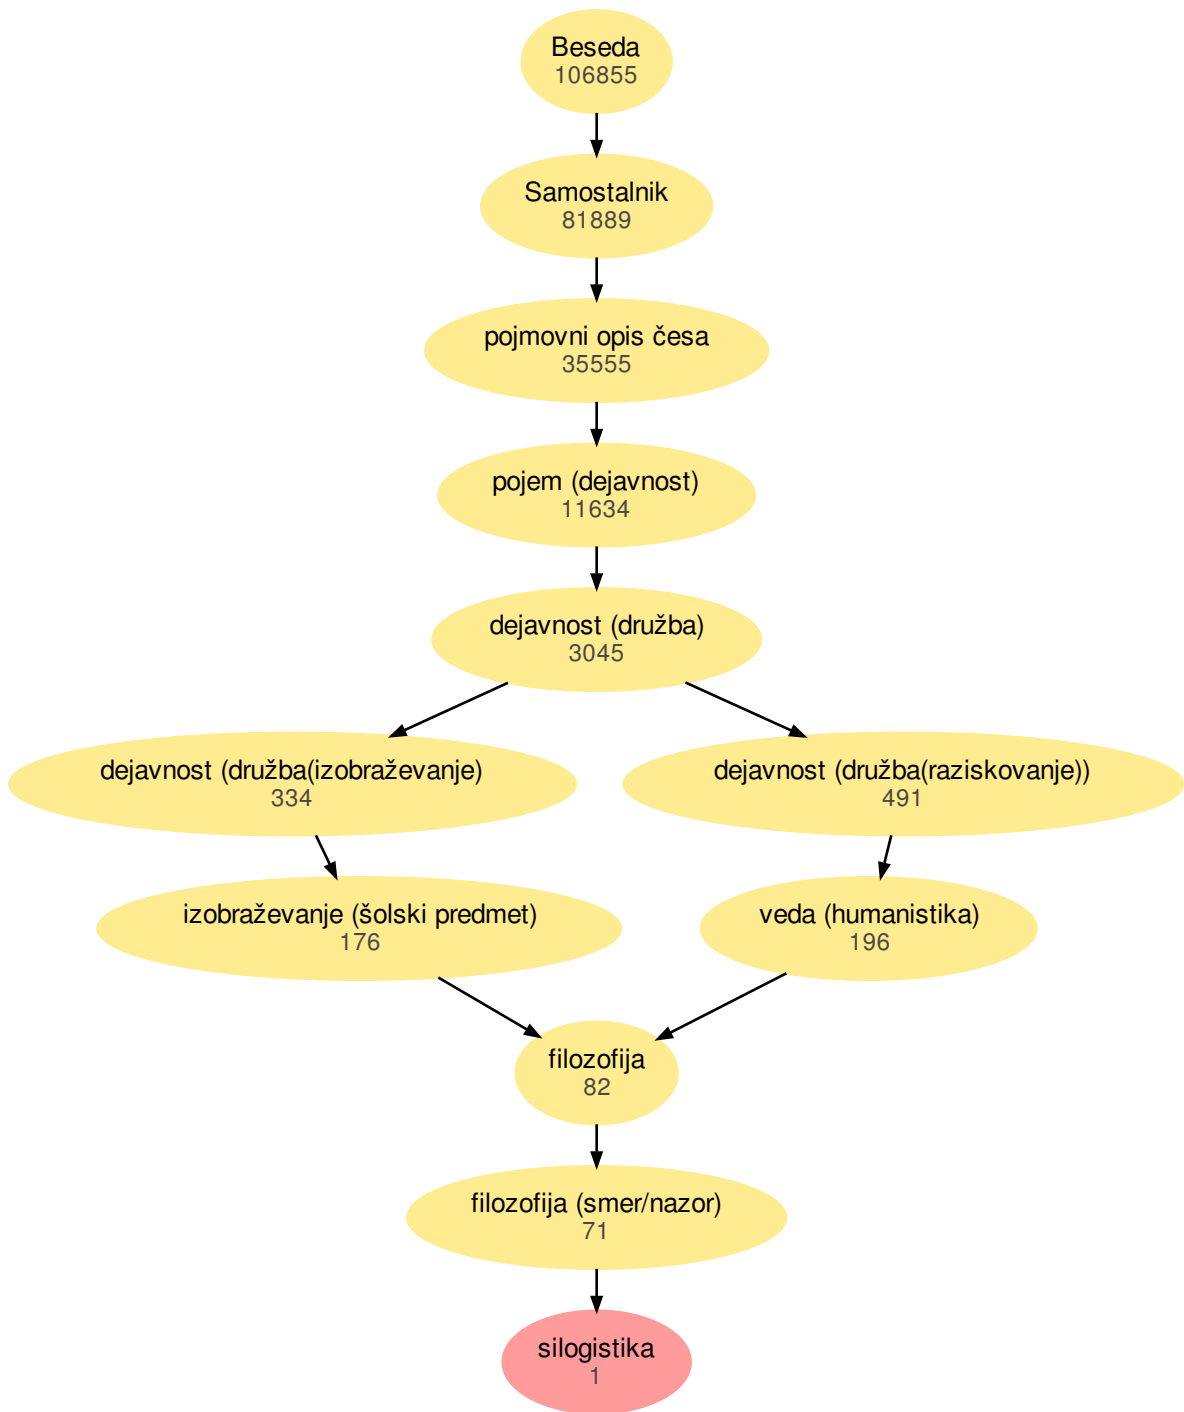 Beseda
106855
Samostalnik
81889
pojmovni opis česa
35555
pojem (dejavnost)
11634
dejavnost (družba)
3045
dejavnost (družba(izobraževanje)
334
dejavnost (družba(raziskovanje))
491
izobraževanje (šolski predmet)
176
veda (humanistika)
196
filozofija
82
filozofija (smer/nazor)
71
silogistika
1